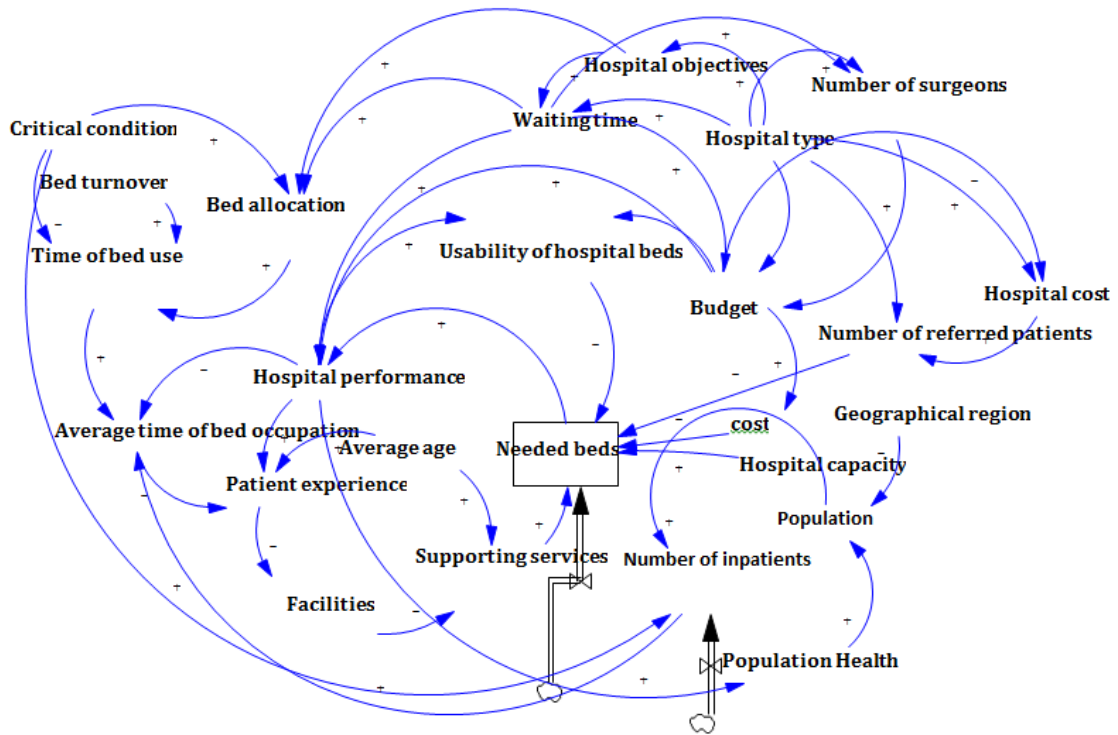 Hospital objectives
Number of surgeons
Critical condition
Waiting time
Hospital type
Bed turnover
Bed allocation
Time of bed use
Usability of hospital beds
Budget
Hospital cost
Number of referred patients
Hospital performance
Average time of bed occupation
Average age
Needed beds
cost
Geographical region
Hospital capacity
Patient experience
Population
Supporting services
Number of inpatients
Facilities
Population Health